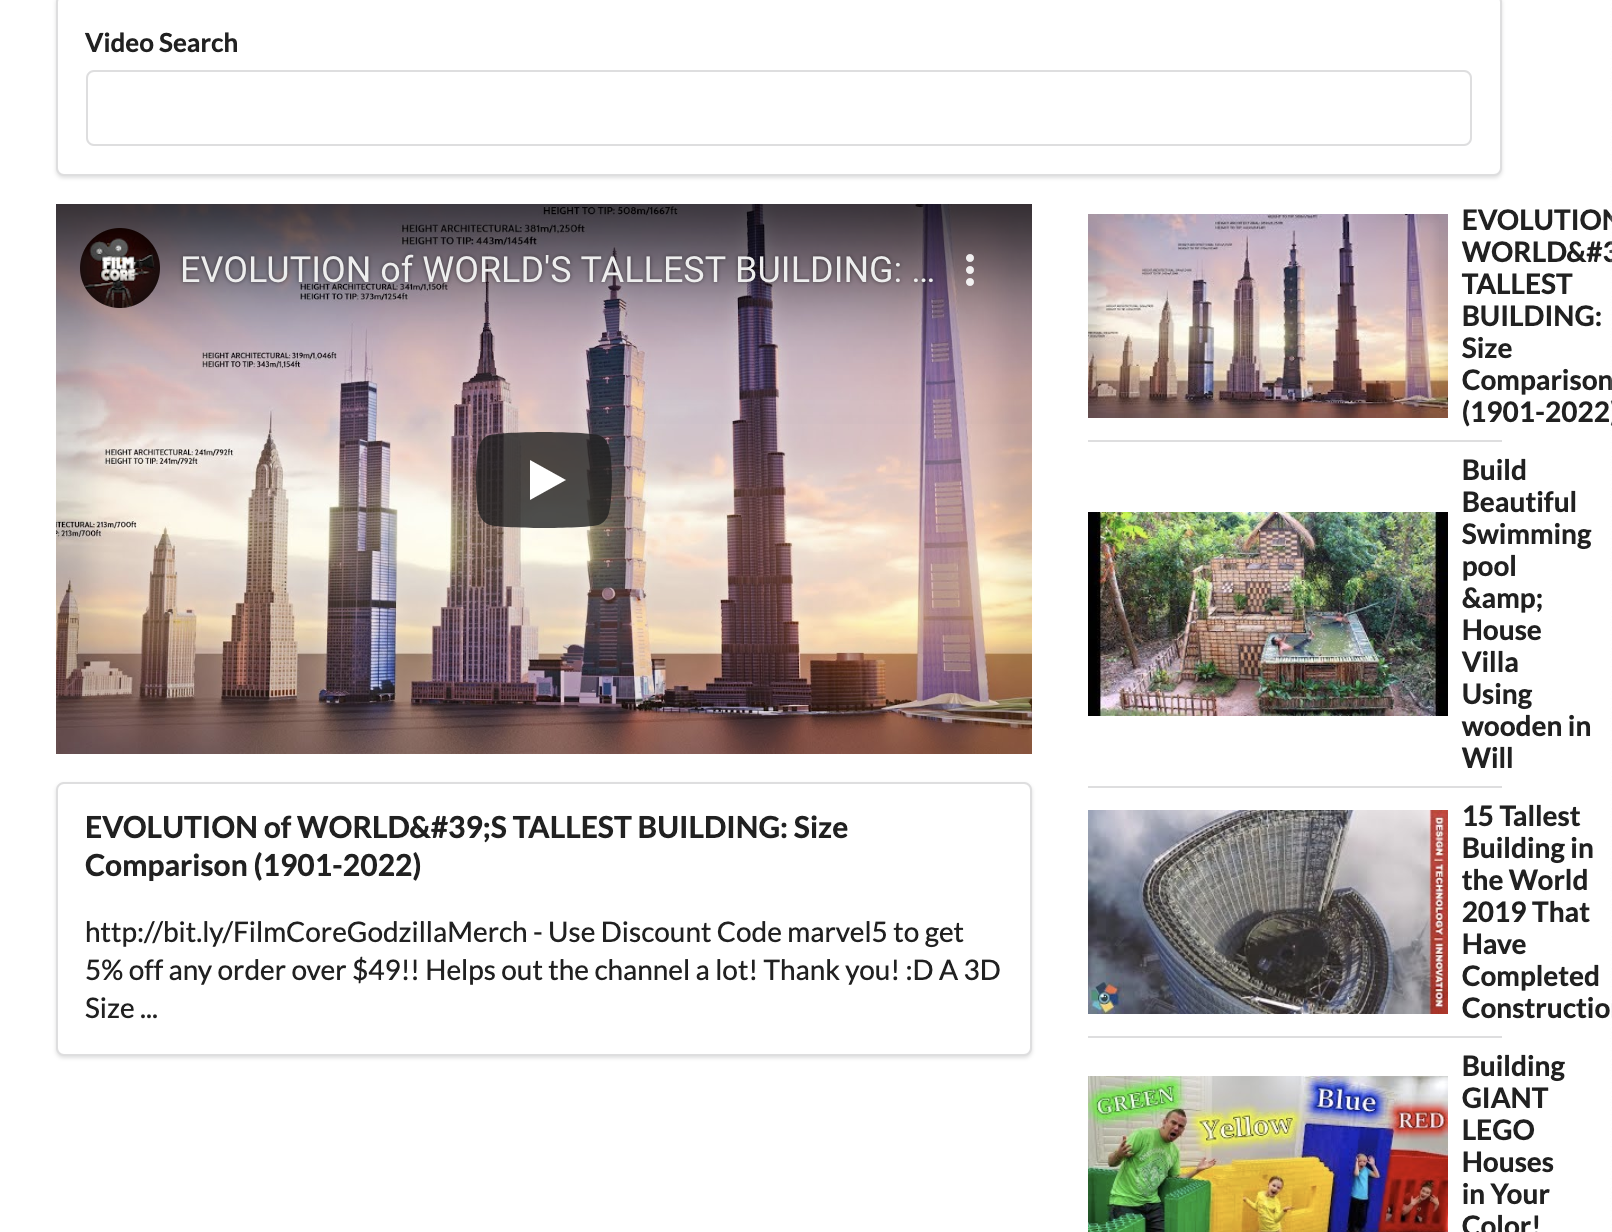 Video Search
HEIGHT TO TIP: 508m/1667ft
HEIGHT ARCHITECTURAL: 381m/1,250ft
HEIGHT TO TIP: 443m/1454ft
FILM
CORE
EVOLUTION of WORLD'S TALLEST BUILDING: ...
HEIGHT ARCHITECTURAL: 341m/1,150ft
HEIGHT TO TIP: 373m/1254ft
HEIGHT ARCHITECTURAL: 319m/1,046ft
HEIGHT TO TIP: 343m/1,154ft
HEIGHT ARCHITECTURAL: 241m/792ft
HEIGHT TO TIP: 241m/792ft
TECTURAL: 213m/700ft
P: 213m/700ft
EVOLUTION of WORLD&#39;S TALLEST BUILDING: Size
Comparison (1901-2022)
http://bit.ly/FilmCoreGodzillaMerch - Use Discount Code marvel5 to get
5% off any order over $49!! Helps out the channel a lot! Thank you! :D A 3D
Size ...
EVOLUTION
WORLD&#3
TALLEST
BUILDING:
Size
Comparison
(1901-2022)
Build
Beautiful
Swimming
pool
&amp;
House
Villa
Using
wooden in
Will
DESIGN | TECHNOLOGY | INNOVATION
15 Tallest
Building in
the World
2019 That
Have
Completed
Constructio
GREEN
Yellow
Blue
RED
Building
GIANT
LEGO
Houses
in Your
Color!